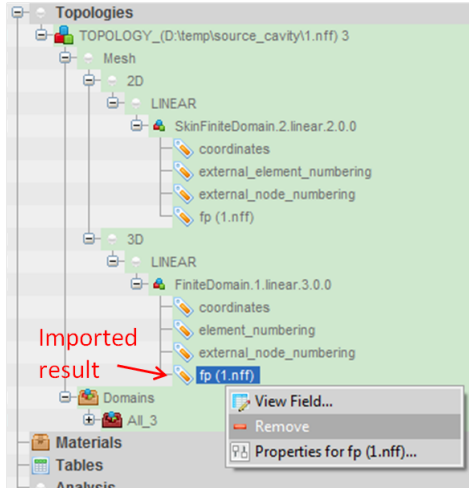 Topologies
TOPOLOGY_(D:\temp\source_cavity\1.nff) 3
Mesh
2D
LINEAR
SkinFiniteDomain.2.linear.2.0.0
coordinates
external_element_numbering
external_node_numbering
fp (1.nff)
3D
LINEAR
FiniteDomain.1.linear.3.0.0
coordinates
element_numbering
external_node_numbering
Imported
result
fp (1.nff)
Domains
All_3
Materials
Tables
Analysis
View Field...
Remove
Properties for fp (1.nff)...